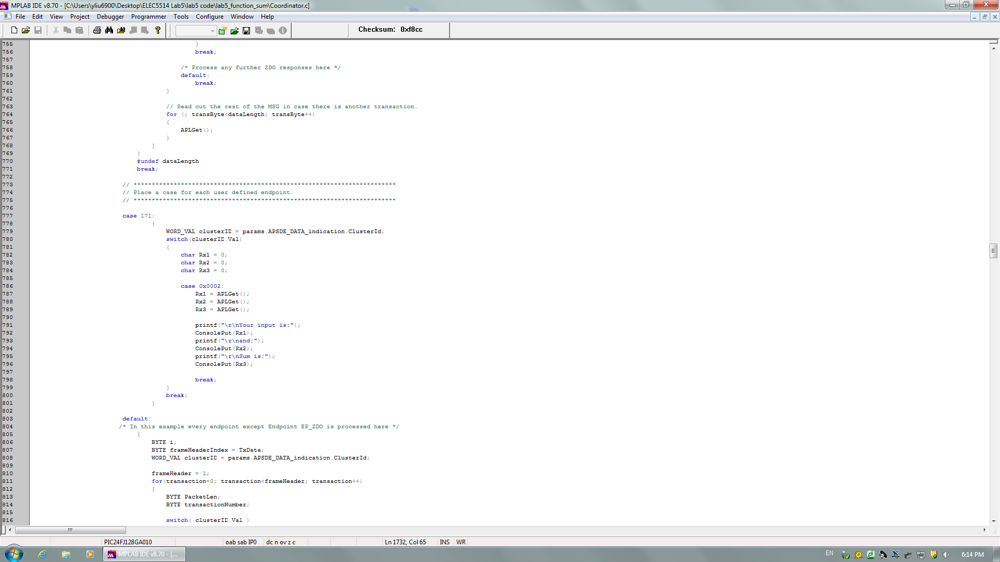 MPLAB IDE v8.70 - [C:\Users\yliu6900\Desktop\ELEC5514 Lab5\lab5 code\lab5_function_sum\Coordinator.c]
File Edit View Project Debugger Programmer Tools Configure Window Help
Checksum: 0xf8cc
755 }
756 break;
757
758 /* Process any further ZDO responses here */
759 default:
760 break;
761 }
762
763 // Read out the rest of the MSG in case there is another transaction.
764 for (; transByte<dataLength; transByte++)
765 {
766 APLGet();
767 }
768 }
769 }
770 #undef dataLength
771 break;
772
773 // ************************************************************************
774 // Place a case for each user defined endpoint.
775 // ************************************************************************
776
777 case 171:
778 {
779 WORD_VAL clusterID = params.APSDE_DATA_indication.ClusterId;
780 switch(clusterID.Val)
781 {
782 char Rx1 = 0;
783 char Rx2 = 0;
784 char Rx3 = 0;
785
786 case 0x0002:
787 Rx1 = APLGet();
788 Rx2 = APLGet();
789 Rx3 = APLGet();
790
791 printf("\r\nYour input is:");
792 ConsolePut(Rx1);
793 printf("\r\nand:");
794 ConsolePut(Rx2);
795 printf("\r\nSum is:");
796 ConsolePut(Rx3);
797
798 break;
799 }
800 break;
801 }
802
803 default:
804 /* In this example every endpoint except Endpoint EP_ZDO is processed here */
805 {
806 BYTE i;
807 BYTE frameHeaderIndex = TxData;
808 WORD_VAL clusterID = params.APSDE_DATA_indication.ClusterId;
809
810 frameHeader = 1;
811 for(transaction=0; transaction<frameHeader; transaction++)
812 {
813 BYTE PacketLen;
814 BYTE transactionNumber;
815
816 switch( clusterID.Val )
PIC24FJ128GA010 oab sab IP0 dc n ov z c Ln 1732, Col 65 INS WR
MPLAB IDE v8.70 - [... EN 6:14 PM